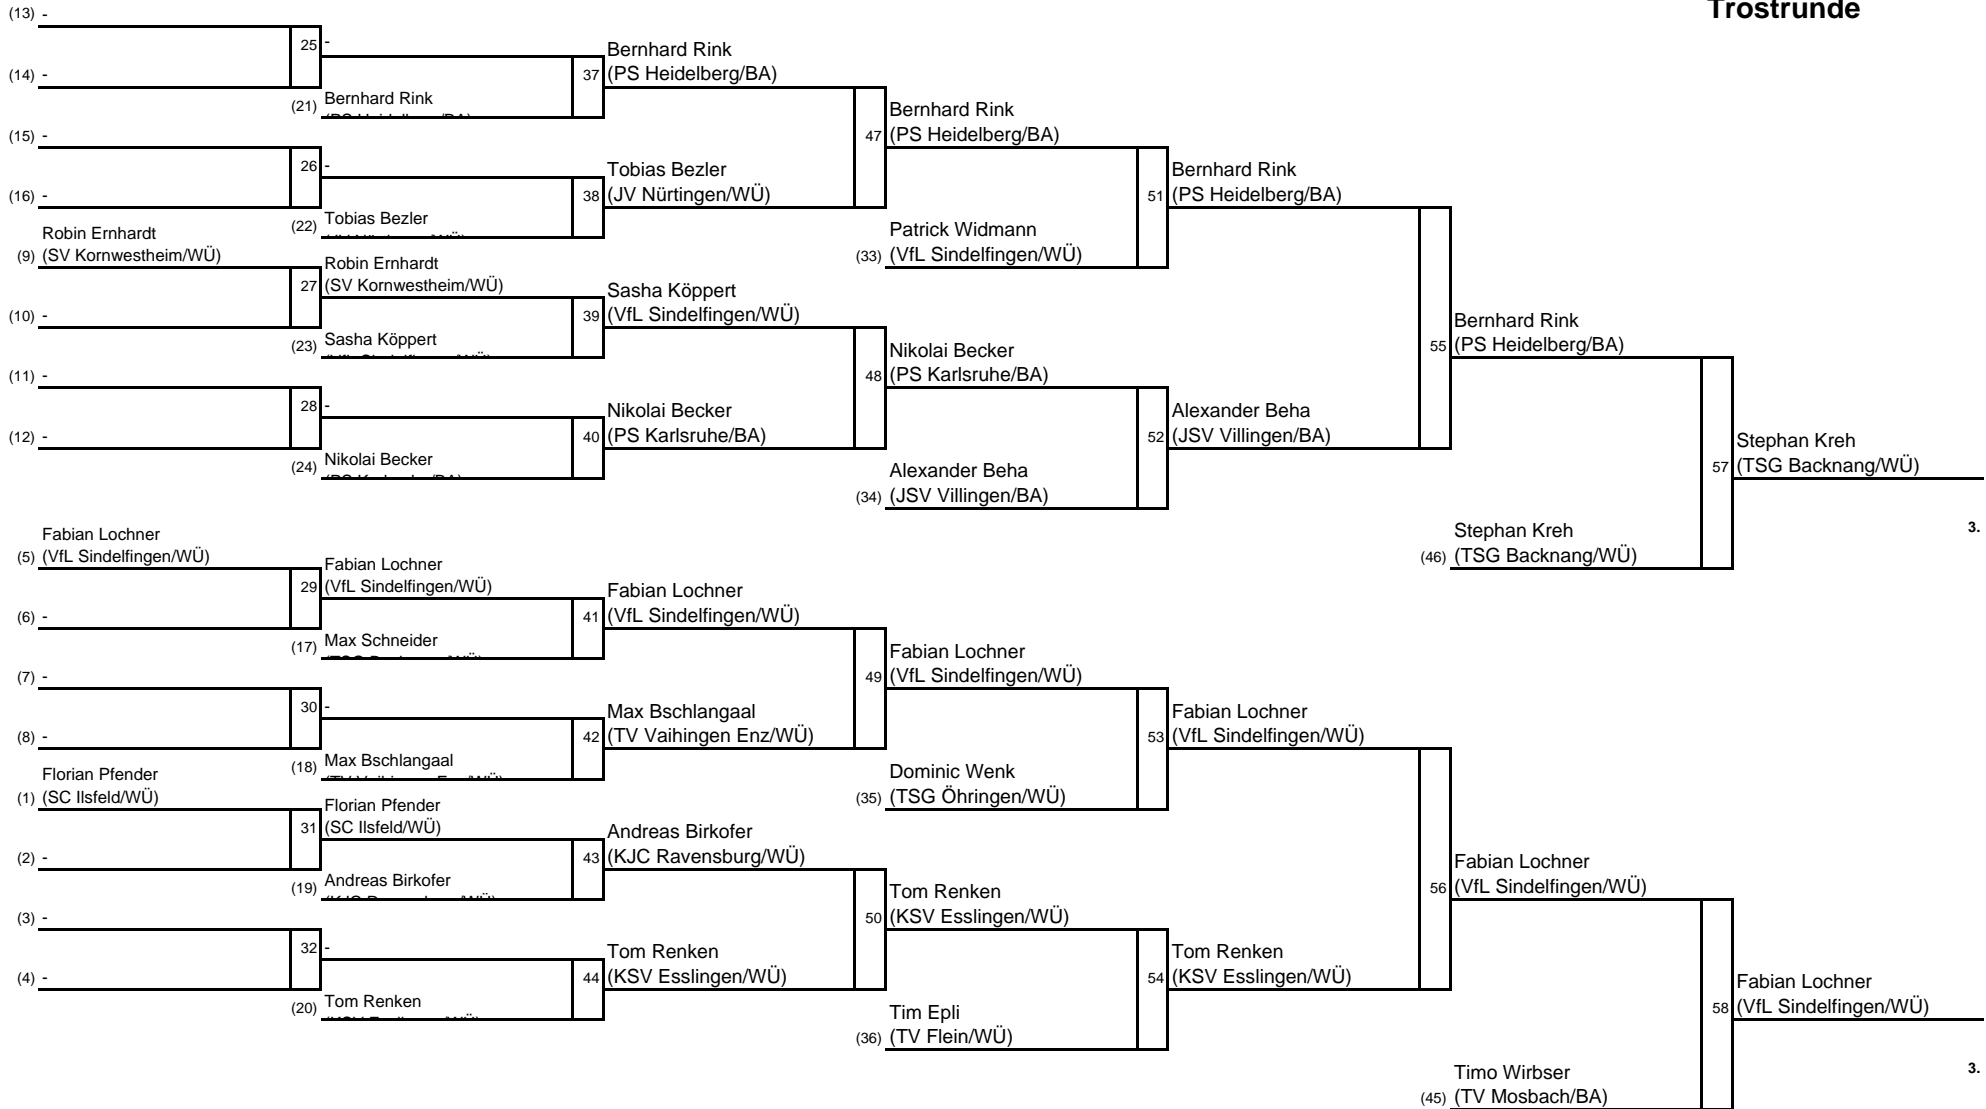 Trostrunde
(13) -
25 -
(14) -
(21) Bernhard Rink
37
Bernhard Rink
(PS Heidelberg/BA)
(15) -
26 -
(16) -
(22) Tobias Bezler
38
Tobias Bezler
(JV Nürtingen/WÜ)
47
Bernhard Rink
(PS Heidelberg/BA)
Patrick Widmann
(33) (VfL Sindelfingen/WÜ)
51
Bernhard Rink
(PS Heidelberg/BA)
Robin Ernhardt
(9) (SV Kornwestheim/WÜ)
27
Robin Ernhardt
(SV Kornwestheim/WÜ)
(10) -
(23) Sasha Köppert
39
Sasha Köppert
(VfL Sindelfingen/WÜ)
(11) -
28 -
(12) -
(24) Nikolai Becker
40
Nikolai Becker
(PS Karlsruhe/BA)
48
Nikolai Becker
(PS Karlsruhe/BA)
Alexander Beha
(34) (JSV Villingen/BA)
52
Alexander Beha
(JSV Villingen/BA)
55
Bernhard Rink
(PS Heidelberg/BA)
Stephan Kreh
(46) (TSG Backnang/WÜ)
57
Stephan Kreh
(TSG Backnang/WÜ)
3.
Fabian Lochner
(5) (VfL Sindelfingen/WÜ)
29
Fabian Lochner
(VfL Sindelfingen/WÜ)
(6) -
(17) Max Schneider
41
Fabian Lochner
(VfL Sindelfingen/WÜ)
(7) -
30 -
(8) -
(18) Max Bschlangaal
42
Max Bschlangaal
(TV Vaihingen Enz/WÜ)
49
Fabian Lochner
(VfL Sindelfingen/WÜ)
Dominic Wenk
(35) (TSG Öhringen/WÜ)
53
Fabian Lochner
(VfL Sindelfingen/WÜ)
Florian Pfender
(1) (SC Ilsfeld/WÜ)
31
Florian Pfender
(SC Ilsfeld/WÜ)
(2) -
(19) Andreas Birkofer
43
Andreas Birkofer
(KJC Ravensburg/WÜ)
(3) -
32 -
(4) -
(20) Tom Renken
44
Tom Renken
(KSV Esslingen/WÜ)
50
Tom Renken
(KSV Esslingen/WÜ)
Tim Epli
(36) (TV Flein/WÜ)
54
Tom Renken
(KSV Esslingen/WÜ)
56
Fabian Lochner
(VfL Sindelfingen/WÜ)
Timo Wirbser
(45) (TV Mosbach/BA)
58
Fabian Lochner
(VfL Sindelfingen/WÜ)
3.